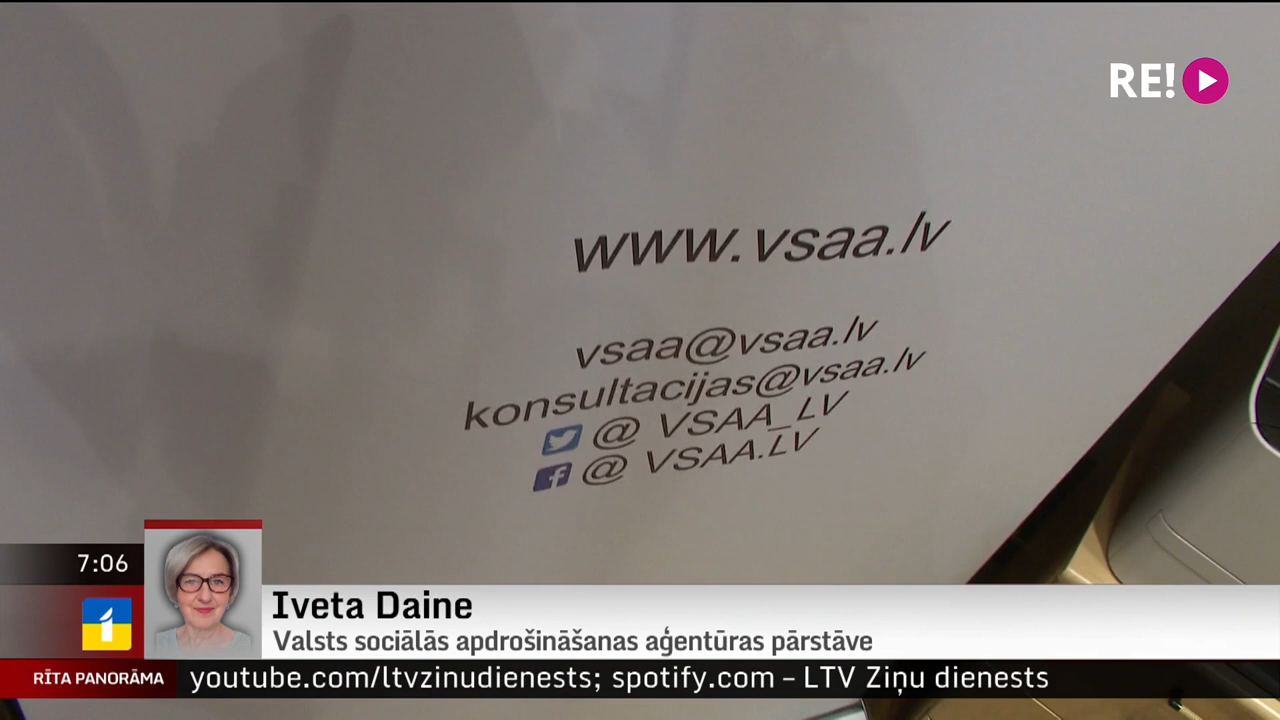 RE!
www.vsaa.lv
vsaa@vsaa.lv
konsultacijas@vsaa.lv
@ VSAA_LV
@ VSAA.LV
7:06
1
Iveta Daine
Valsts sociālās apdrošināšanas aģentūras pārstāve
RĪTA PANORĀMA
youtube.com/ltvzinudienests; spotify.com – LTV Ziņu dienests